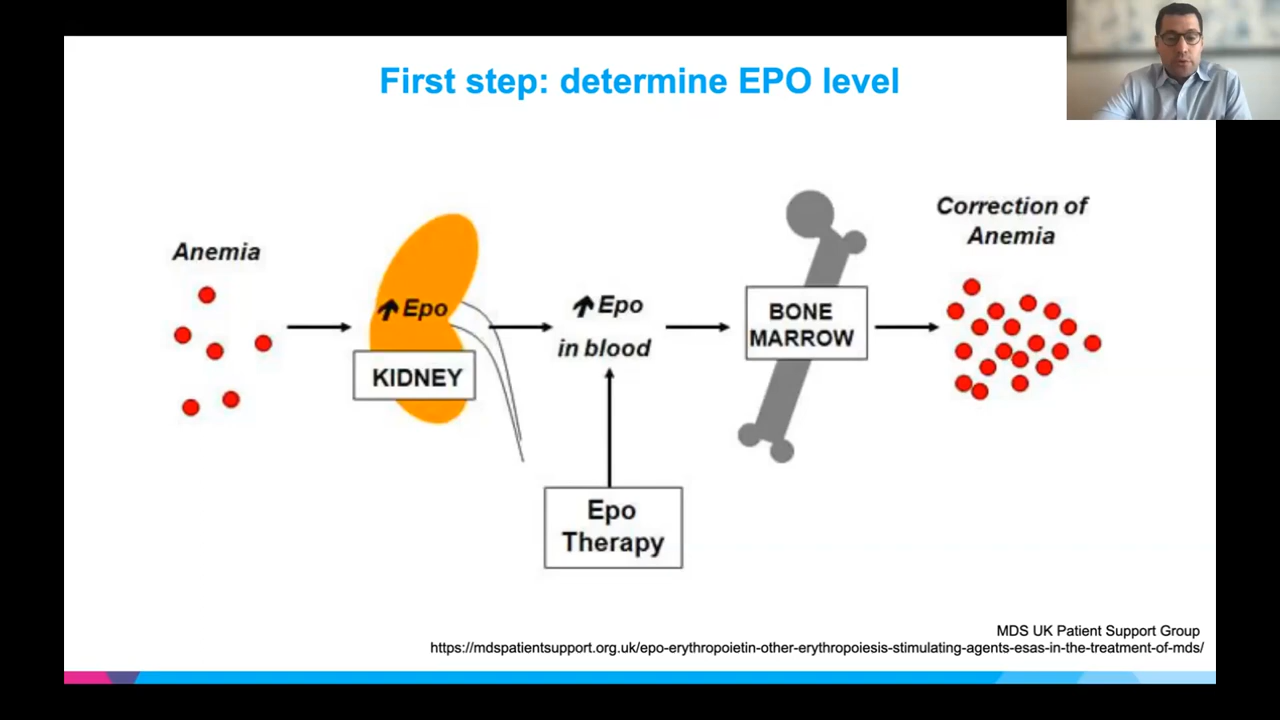 First step: determine EPO level
Anemia
↑ Epo
KIDNEY
↑ Epo
in blood
Epo
Therapy
BONE
MARROW
Correction of
Anemia
MDS UK Patient Support Group
https://mdspatientsupport.org.uk/epo-erythropoietin-other-erythropoiesis-stimulating-agents-esas-in-the-treatment-of-mds/